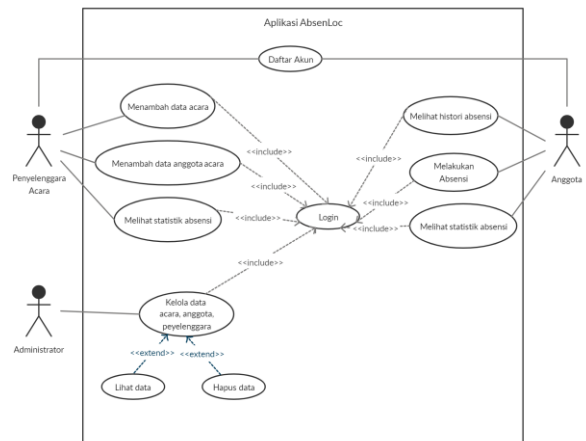 Aplikasi AbsenLoc
Daftar Akun
Menambah data acara
Melihat histori absensi
<<include>>
<<include>>
Menambah data anggota acara
Melakukan
Absensi
Penyelenggara
Acara
Anggota
<<include>>
<<include>>
Melihat statistik absensi
<<include>>
Login
<<include>>
Melihat statistik absensi
<<include>>
Kelola data
acara, anggota,
peyelenggara
Administrator
<<extend>>
<<extend>>
Lihat data
Hapus data